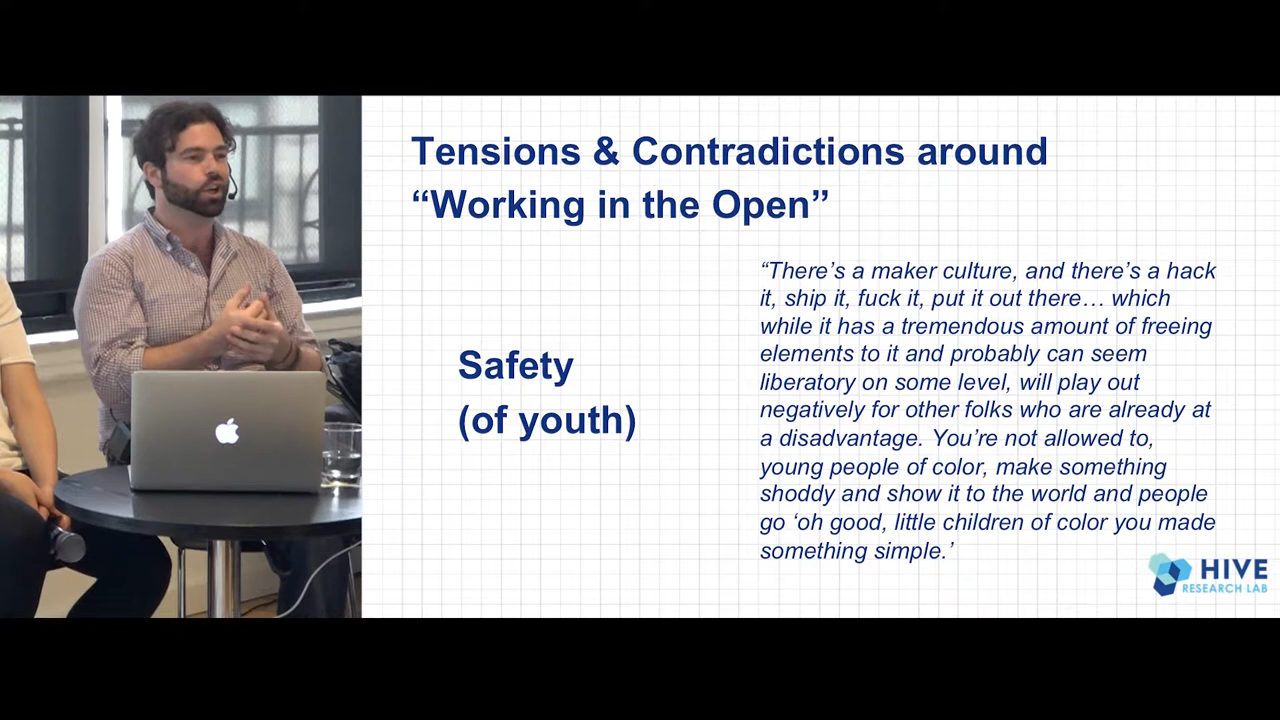 Tensions & Contradictions around
“Working in the Open”
Safety
(of youth)
“There’s a maker culture, and there’s a hack
it, ship it, fuck it, put it out there… which
while it has a tremendous amount of freeing
elements to it and probably can seem
liberatory on some level, will play out
negatively for other folks who are already at
a disadvantage. You’re not allowed to,
young people of color, make something
shoddy and show it to the world and people
go ‘oh good, little children of color you made
something simple.’
HIVE
RESEARCH LAB